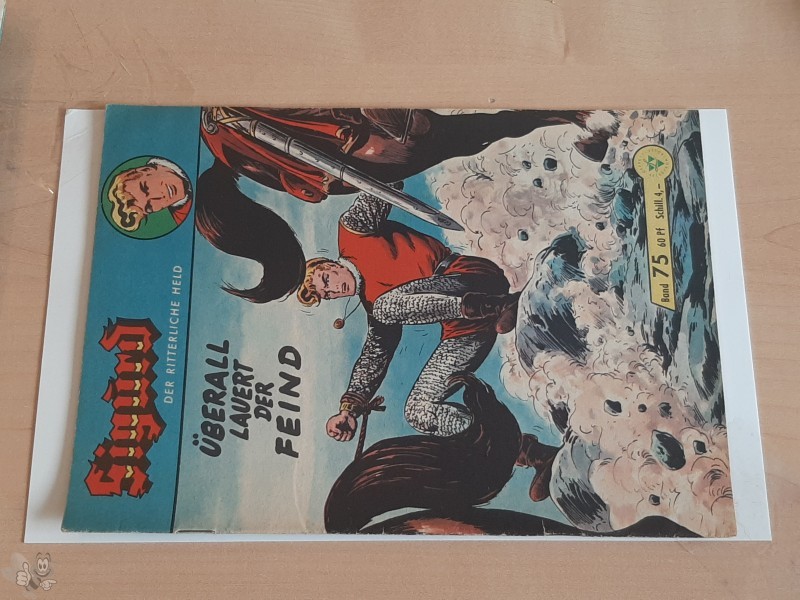 Sigurd
DER RITTERLICHE HELD
ÜBERALL
LAUERT
DER
FEIND
Band 75 60 Pf Schill. 4,–